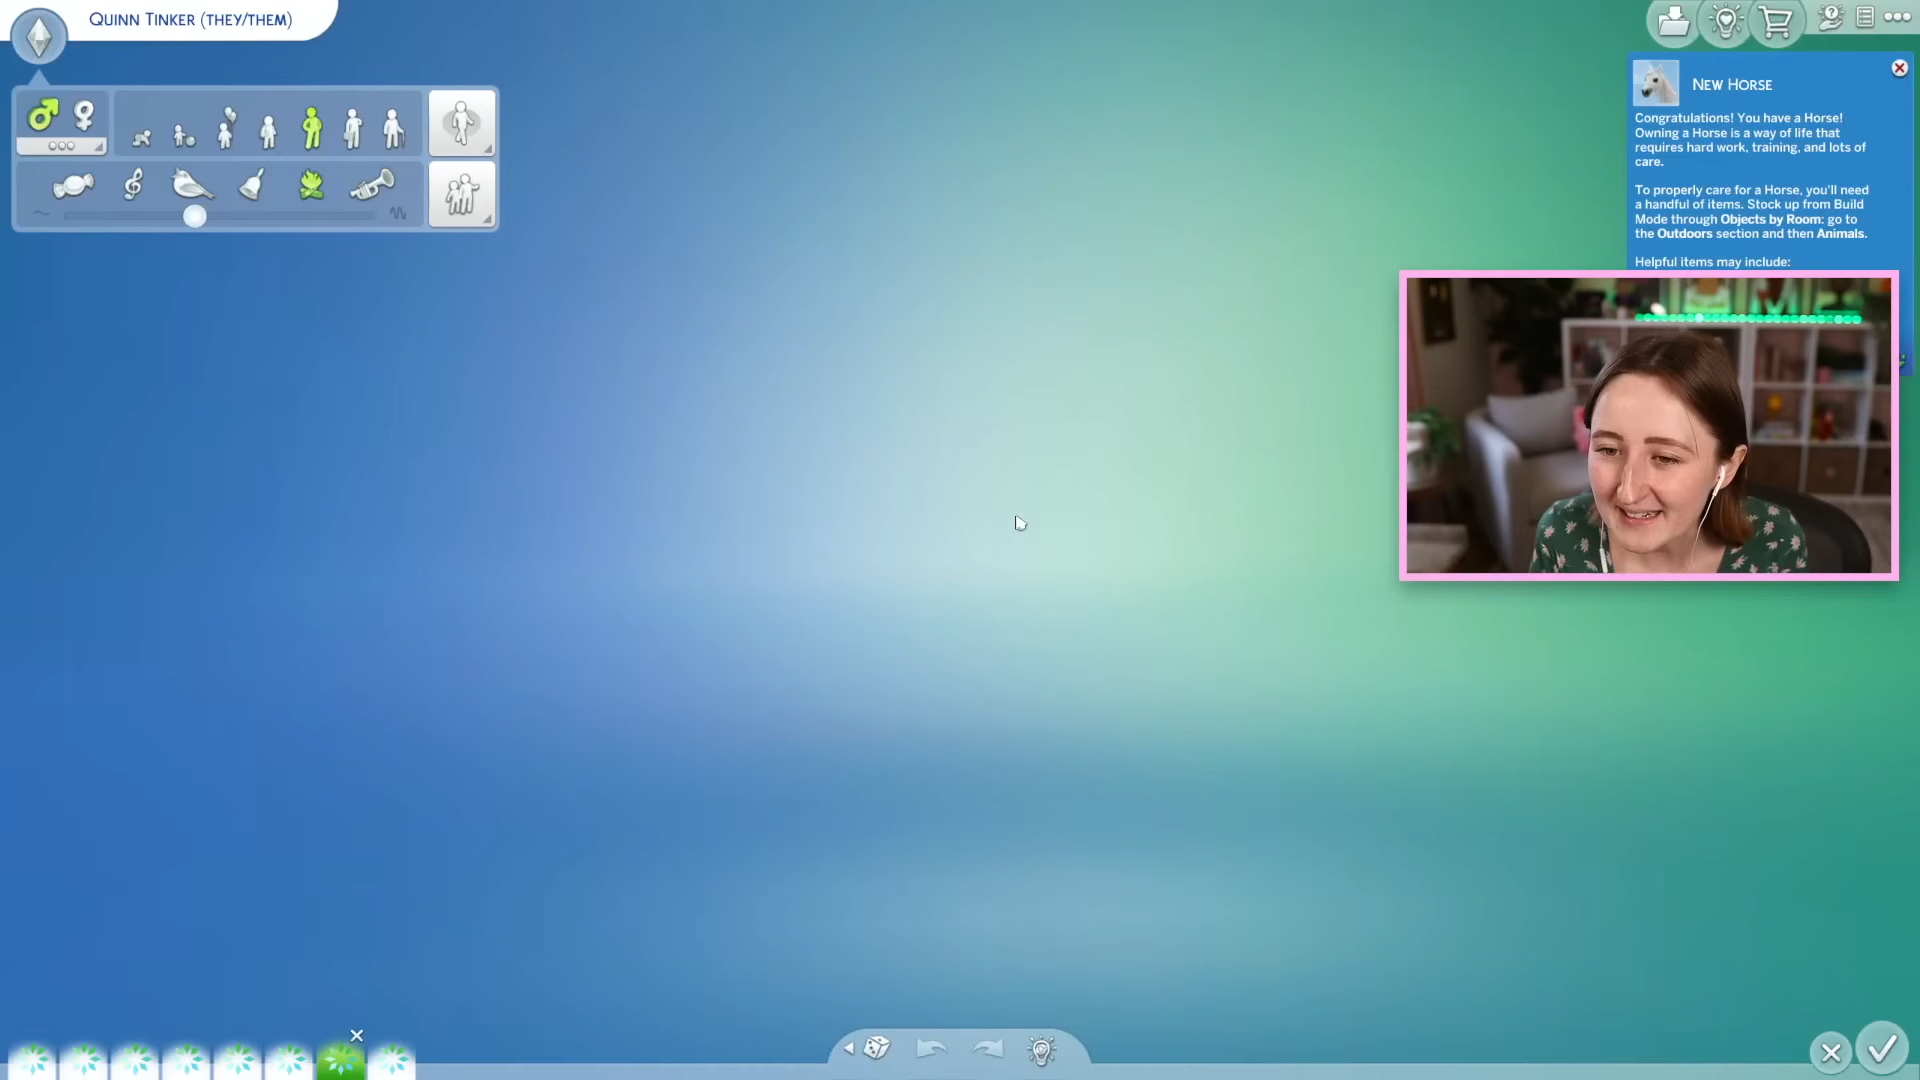 QUINN TINKER (THEY/THEM)
NEW HORSE
Congratulations! You have a Horse!
Owning a Horse is a way of life that
requires hard work, training, and lots of
care.
To properly care for a Horse, you'll need
a handful of items. Stock up from Build
Mode through Objects by Room: go to
the Outdoors section and then Animals.
Helpful items may include: